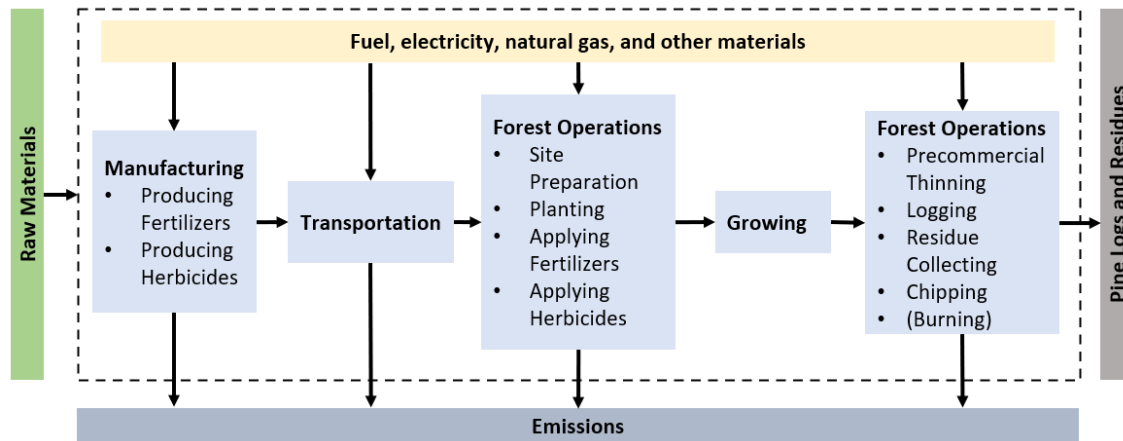 Fuel, electricity, natural gas, and other materials
Raw Materials
Manufacturing
• Producing
Fertilizers
• Producing
Herbicides
Transportation
Forest Operations
• Site
Preparation
• Planting
• Applying
Fertilizers
• Applying
Herbicides
Growing
Forest Operations
• Precommercial
Thinning
• Logging
• Residue
Collecting
• Chipping
• (Burning)
Pine Logs and Residues
Emissions